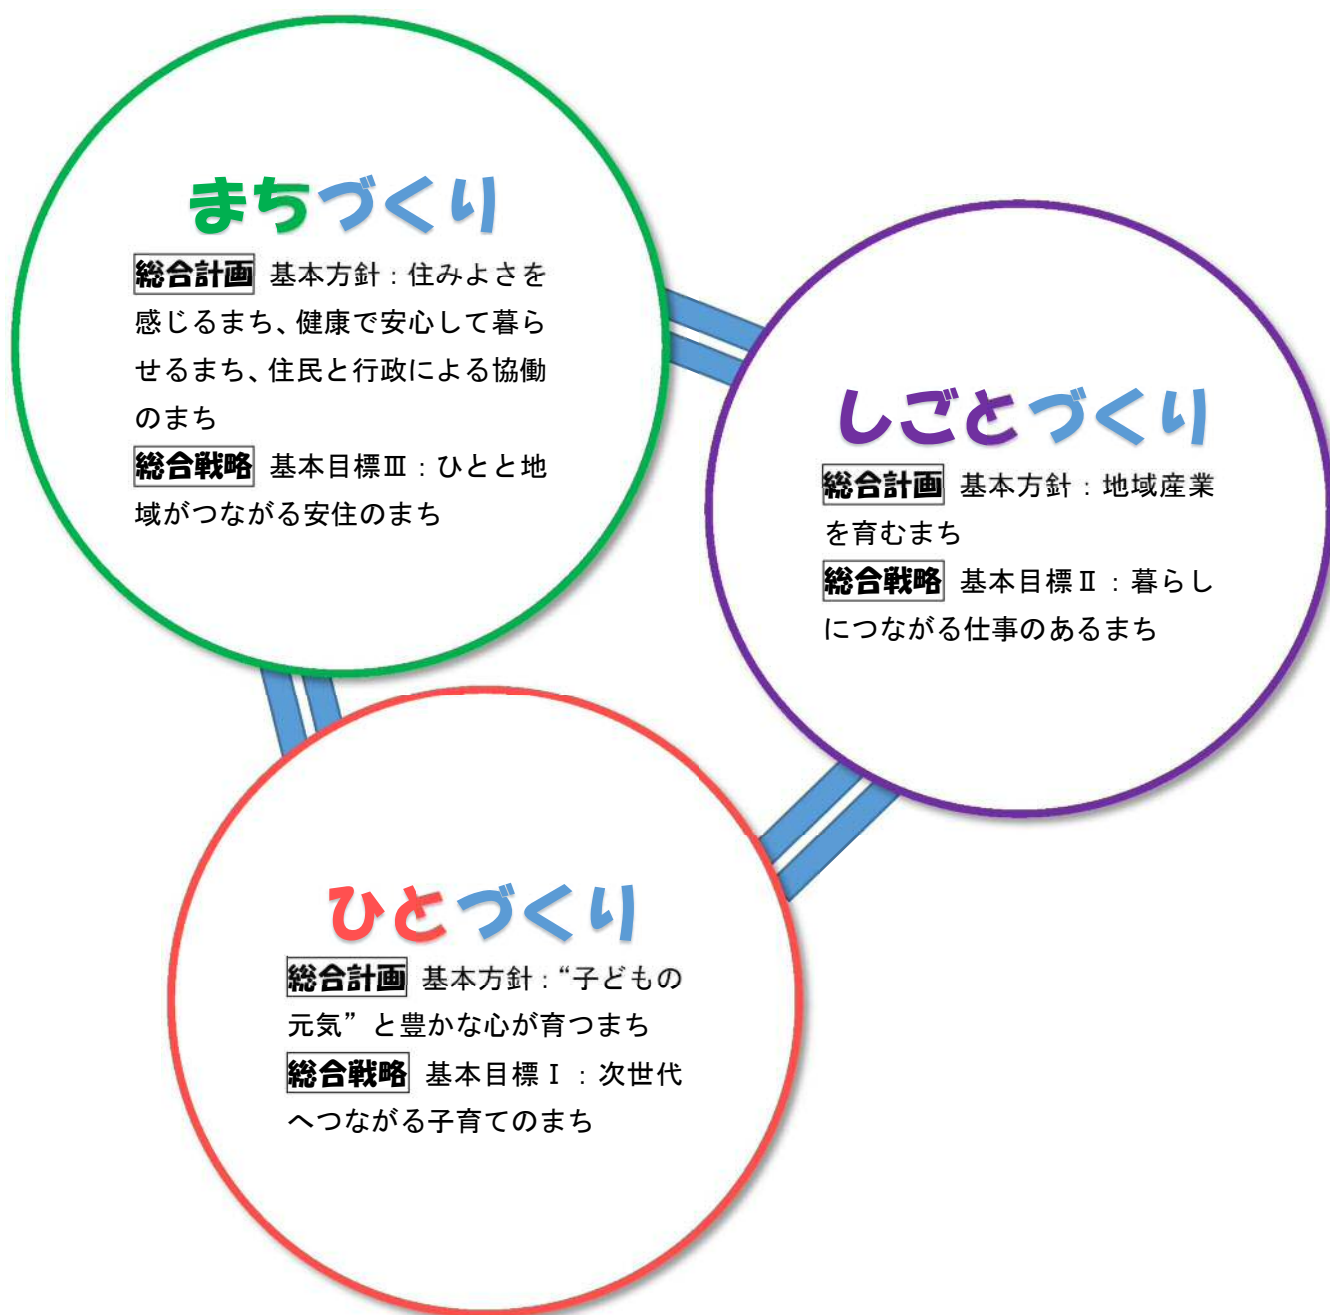 まちづくり
総合計画 基本方針：住みよさを
感じるまち、健康で安心して暮ら
せるまち、住民と行政による協働
のまち
総合戦略 基本目標Ⅲ：ひとと地
域がつながる安住のまち
しごとづくり
総合計画 基本方針：地域産業
を育むまち
総合戦略 基本目標Ⅱ：暮らし
につながる仕事のあるまち
ひとづくり
総合計画 基本方針：“子どもの
元気”と豊かな心が育つまち
総合戦略 基本目標Ⅰ：次世代
へつながる子育てのまち